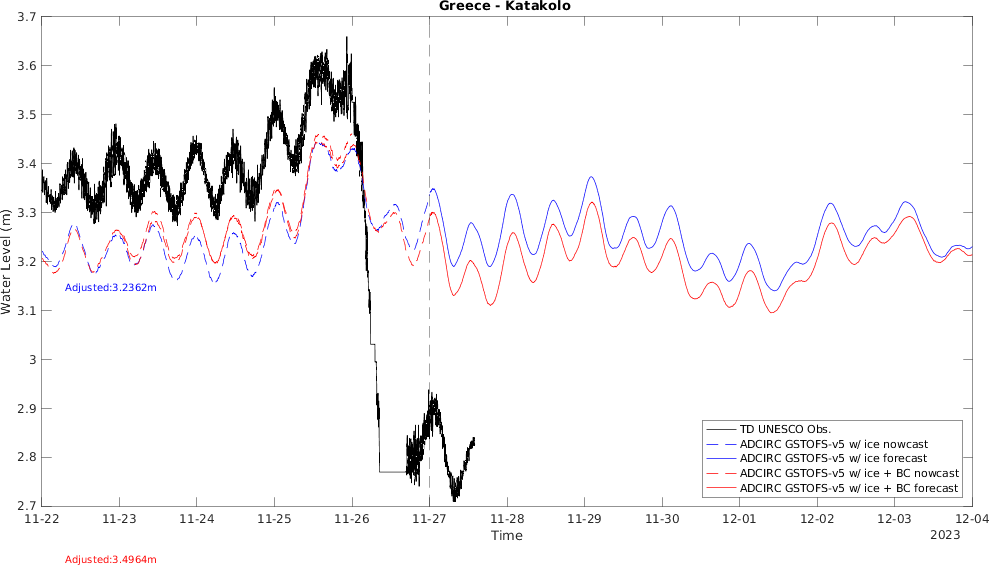 Greece - Katakolo
3.7
3.6
3.5
3.4
3.3
3.2
3.1
3
2.9
2.8
2.7
Water Level (m)
Adjusted:3.2362m
TD UNESCO Obs.
ADCIRC GSTOFS-v5 w/ ice nowcast
ADCIRC GSTOFS-v5 w/ ice forecast
ADCIRC GSTOFS-v5 w/ ice + BC nowcast
ADCIRC GSTOFS-v5 w/ ice + BC forecast
11-22 11-23 11-24 11-25 11-26 11-27 11-28 11-29 11-30 12-01 12-02 12-03 12-04
Time
2023
Adjusted:3.4964m